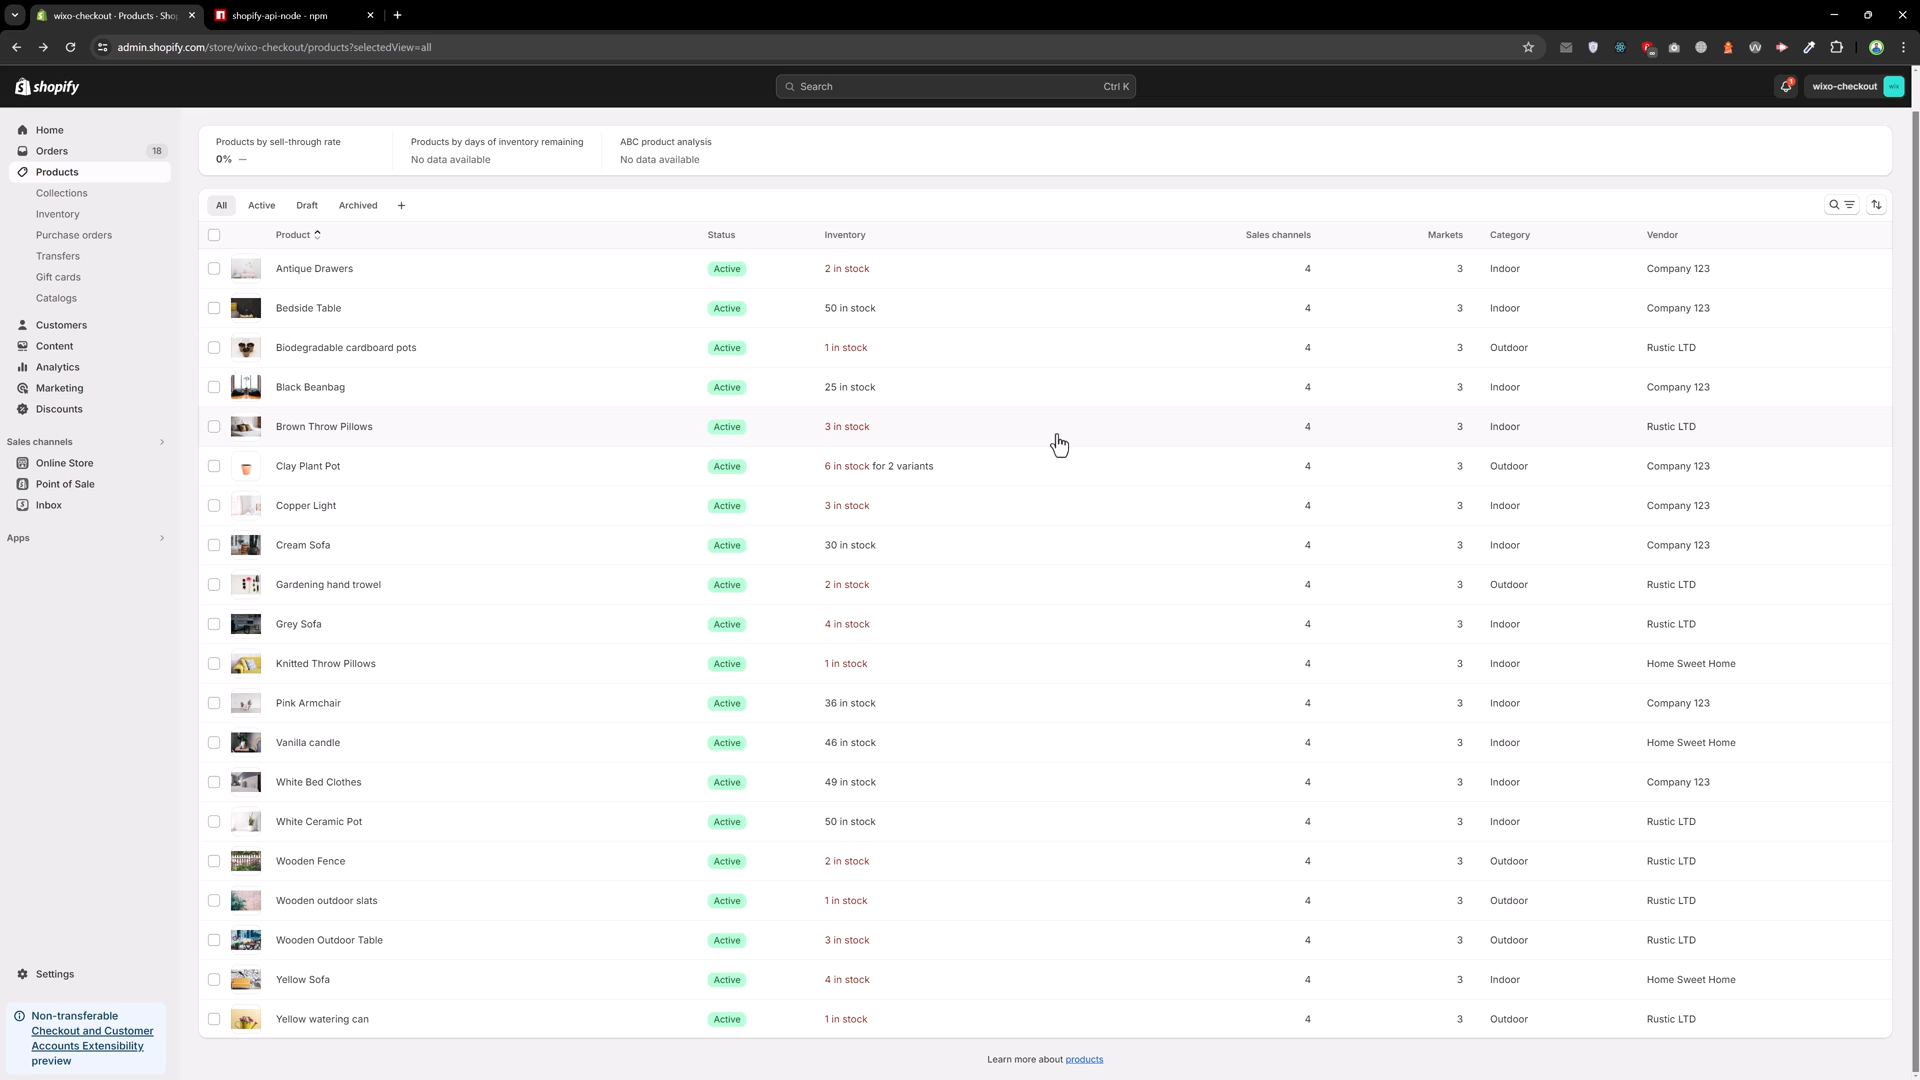 wixo-checkout · Products · Shop
shopify-api-node - npm
admin.shopify.com/store/wixo-checkout/products?selectedView=all
shopify
Search
Ctrl K
1
wixo-checkout
wix
Home
Orders
18
Products
Collections
Inventory
Purchase orders
Transfers
Gift cards
Catalogs
Customers
Content
Analytics
Marketing
Discounts
Sales channels
Online Store
Point of Sale
Inbox
Apps
Settings
Non-transferable
Checkout and Customer
Accounts Extensibility
preview
Products by sell-through rate
0% —
Products by days of inventory remaining
No data available
ABC product analysis
No data available
All Active Draft Archived +
Product Status Inventory Sales channels Markets Category Vendor
Antique Drawers Active 2 in stock 4 3 Indoor Company 123
Bedside Table Active 50 in stock 4 3 Indoor Company 123
Biodegradable cardboard pots Active 1 in stock 4 3 Outdoor Rustic LTD
Black Beanbag Active 25 in stock 4 3 Indoor Company 123
Brown Throw Pillows Active 3 in stock 4 3 Indoor Rustic LTD
Clay Plant Pot Active 6 in stock for 2 variants 4 3 Outdoor Company 123
Copper Light Active 3 in stock 4 3 Indoor Company 123
Cream Sofa Active 30 in stock 4 3 Indoor Company 123
Gardening hand trowel Active 2 in stock 4 3 Outdoor Rustic LTD
Grey Sofa Active 4 in stock 4 3 Indoor Rustic LTD
Knitted Throw Pillows Active 1 in stock 4 3 Indoor Home Sweet Home
Pink Armchair Active 36 in stock 4 3 Indoor Company 123
Vanilla candle Active 46 in stock 4 3 Indoor Home Sweet Home
White Bed Clothes Active 49 in stock 4 3 Indoor Company 123
White Ceramic Pot Active 50 in stock 4 3 Indoor Rustic LTD
Wooden Fence Active 2 in stock 4 3 Outdoor Rustic LTD
Wooden outdoor slats Active 1 in stock 4 3 Outdoor Rustic LTD
Wooden Outdoor Table Active 3 in stock 4 3 Outdoor Rustic LTD
Yellow Sofa Active 4 in stock 4 3 Indoor Home Sweet Home
Yellow watering can Active 1 in stock 4 3 Outdoor Rustic LTD
Learn more about products